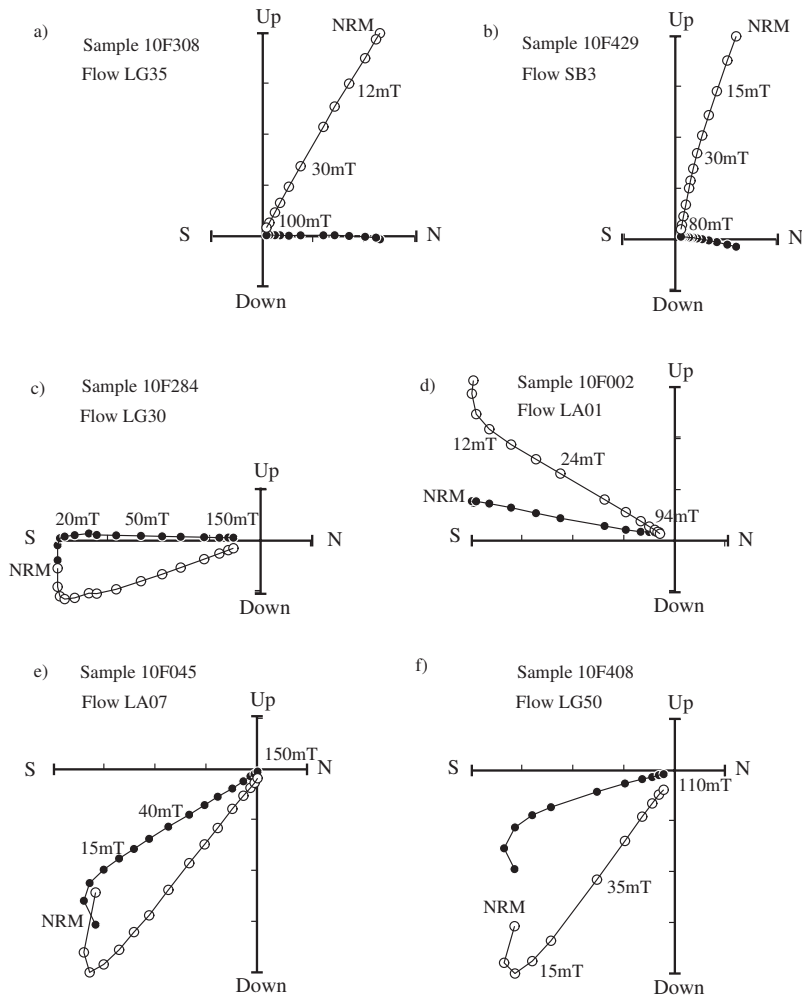 a)
Sample 10F308
Flow LG35
Up
NRM
12mT
30mT
100mT
S
N
Down
b)
Sample 10F429
Flow SB3
Up
NRM
15mT
30mT
80mT
S
N
Down
c)
Sample 10F284
Flow LG30
Up
20mT
50mT
150mT
S
N
NRM
Down
d)
Sample 10F002
Flow LA01
Up
12mT
24mT
NRM
94mT
S
N
Down
e)
Sample 10F045
Flow LA07
Up
150mT
S
N
40mT
15mT
NRM
Down
f)
Sample 10F408
Flow LG50
Up
S
N
110mT
35mT
NRM
15mT
Down